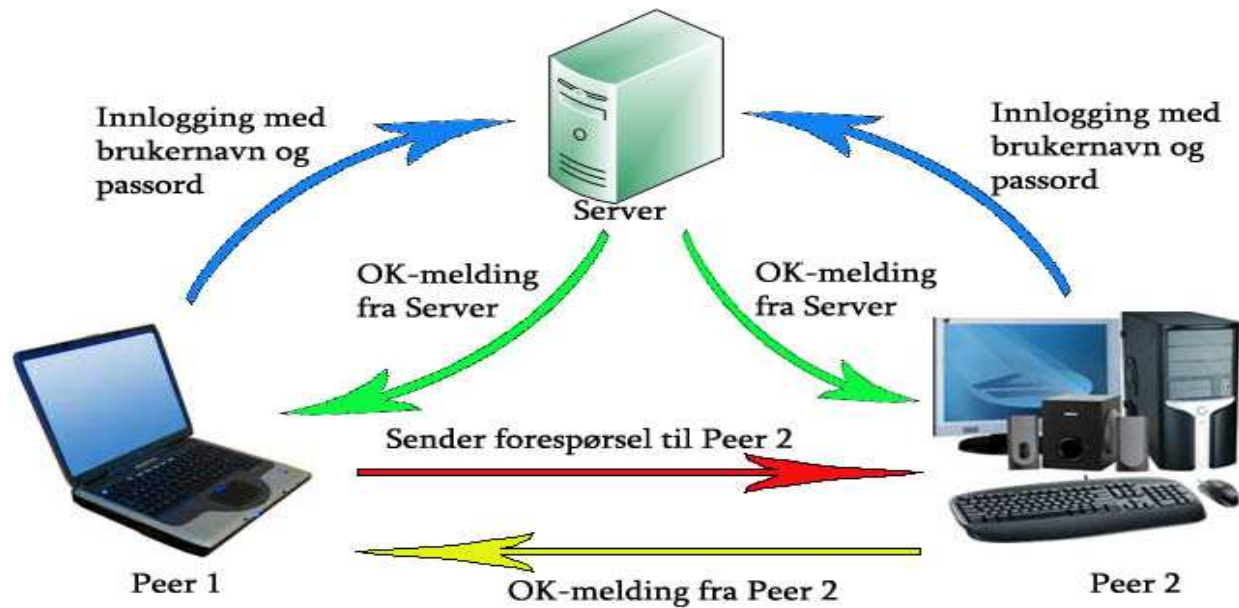 Innlogging med
brukernavn og
passord
Innlogging med
brukernavn og
passord
Server
OK-melding
fra Server
OK-melding
fra Server
Sender forespørsel til Peer 2
OK-melding fra Peer 2
Peer 1
Peer 2